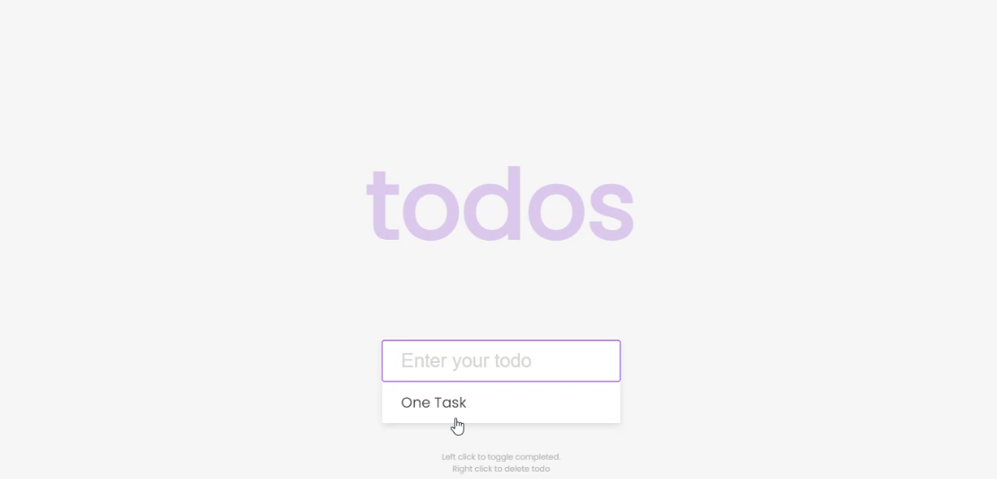 todos
Enter your todo
One Task
Left click to toggle completed.
Right click to delete todo